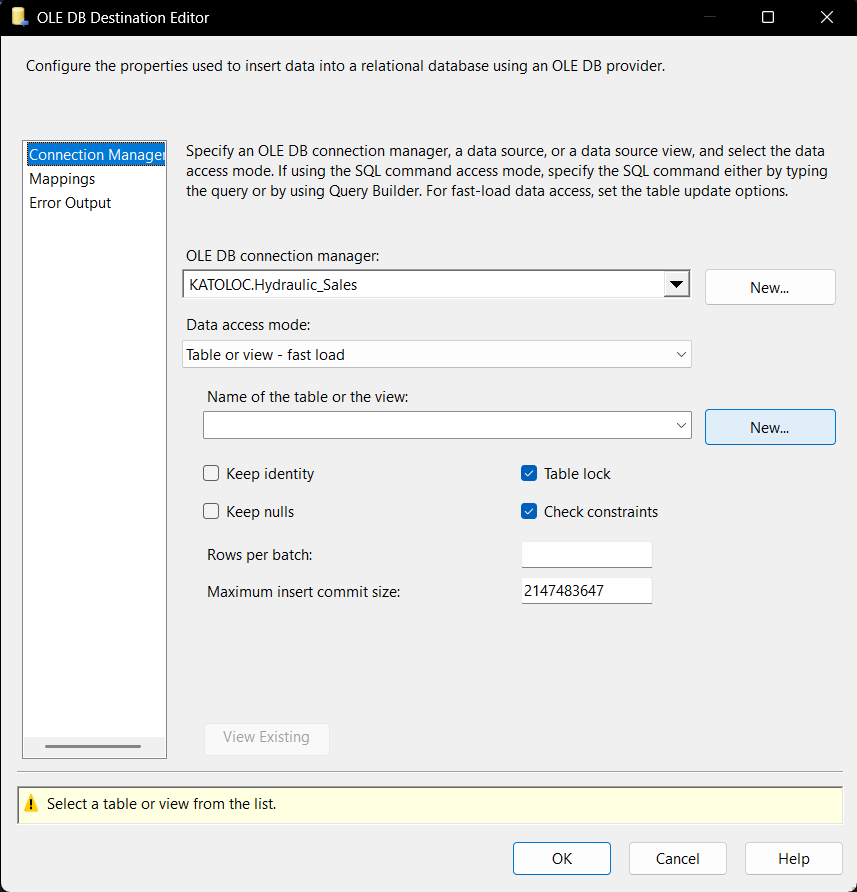 OLE DB Destination Editor
Configure the properties used to insert data into a relational database using an OLE DB provider.
Connection Manager
Mappings
Error Output
Specify an OLE DB connection manager, a data source, or a data source view, and select the data
access mode. If using the SQL command access mode, specify the SQL command either by typing
the query or by using Query Builder. For fast-load data access, set the table update options.
OLE DB connection manager:
KATOLOC.Hydraulic_Sales
New...
Data access mode:
Table or view - fast load
Name of the table or the view:
New...
Keep identity
Table lock
Keep nulls
Check constraints
Rows per batch:
Maximum insert commit size:
2147483647
View Existing
Select a table or view from the list.
OK
Cancel
Help